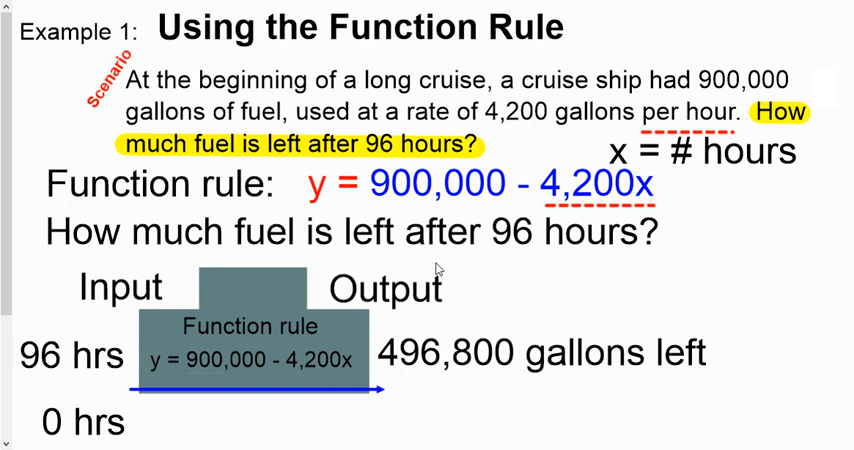 Example 1: Using the Function Rule
Scenario
At the beginning of a long cruise, a cruise ship had 900,000
gallons of fuel, used at a rate of 4,200 gallons per hour. How
much fuel is left after 96 hours?
x = # hours
Function rule: y = 900,000 - 4,200x
How much fuel is left after 96 hours?
Input Output
Function rule
96 hrs y = 900,000 - 4,200x 496,800 gallons left
0 hrs